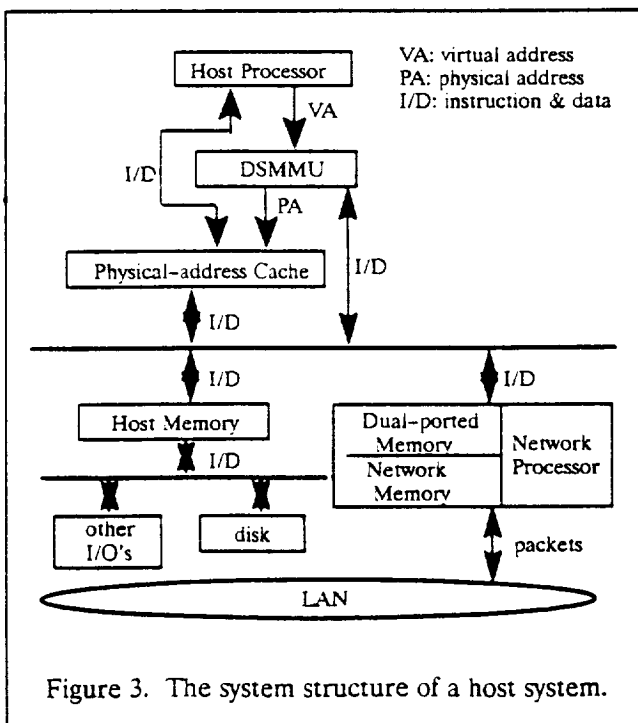 Host Processor
VA: virtual address
PA: physical address
I/D: instruction & data
VA
I/D
DSMMU
PA
I/D
Physical-address Cache
I/D
I/D
I/D
Host Memory
Dual-ported
Memory
Network
Memory
Network
Processor
I/D
other
I/O's
disk
packets
LAN
Figure 3. The system structure of a host system.